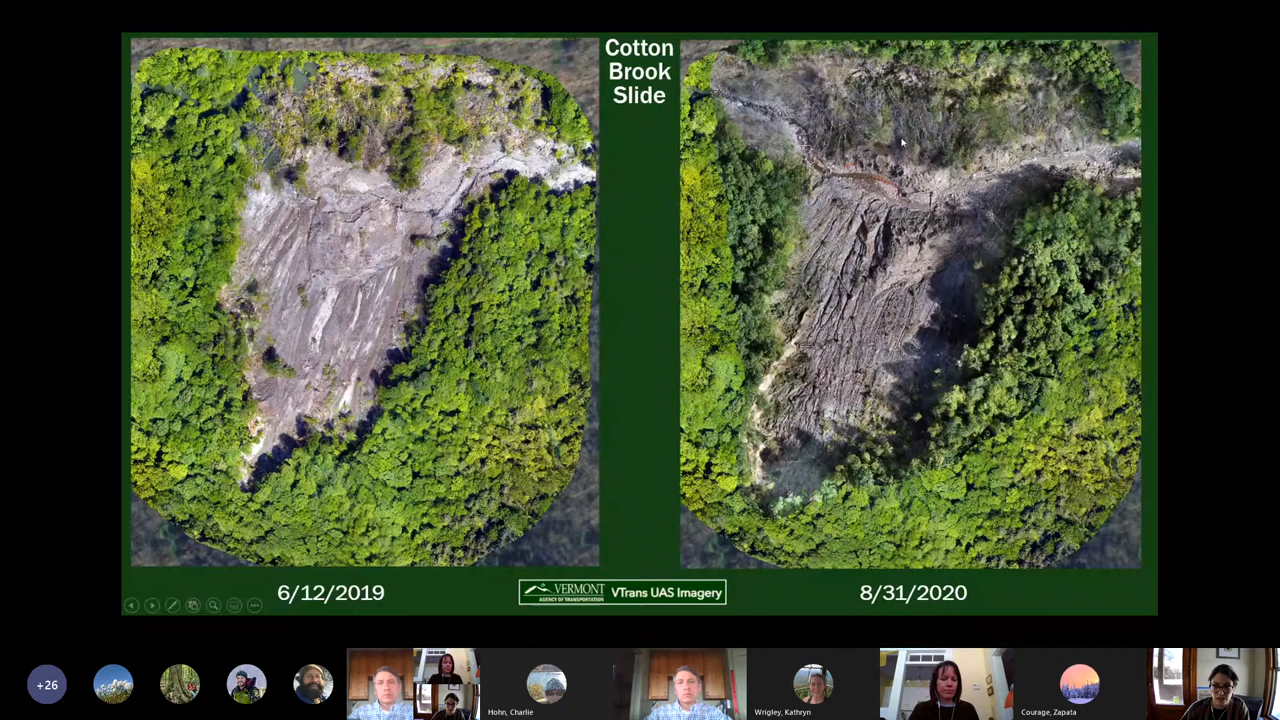 Cotton
Brook
Slide
6/12/2019
VERMONT
AGENCY OF TRANSPORTATION
VTrans UAS Imagery
8/31/2020
+26
Hohn, Charlie
Wrigley, Kathryn
Courage, Zapata